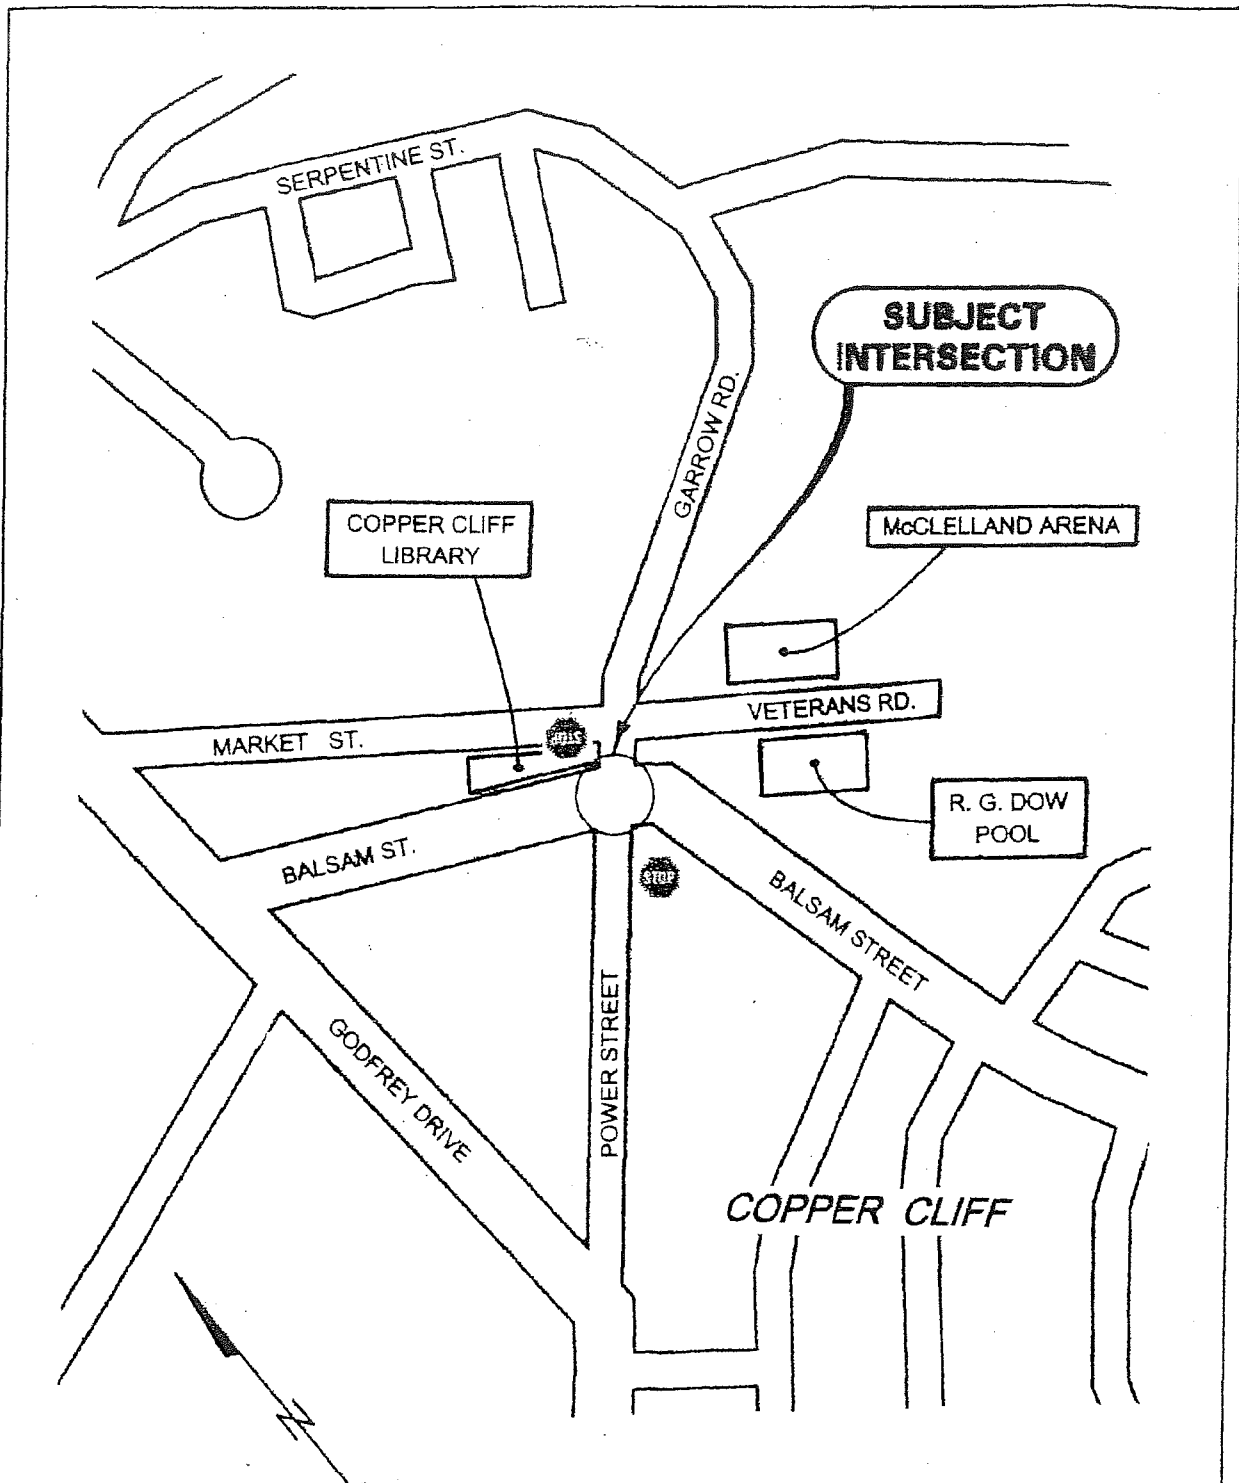 SERPENTINE ST.
SUBJECT
INTERSECTION
GARROW RD.
COPPER CLIFF
LIBRARY
McCLELLAND ARENA
VETERANS RD.
MARKET ST.
R. G. DOW
POOL
BALSAM ST.
STOP
BALSAM STREET
POWER STREET
GODFREY DRIVE
COPPER CLIFF
N